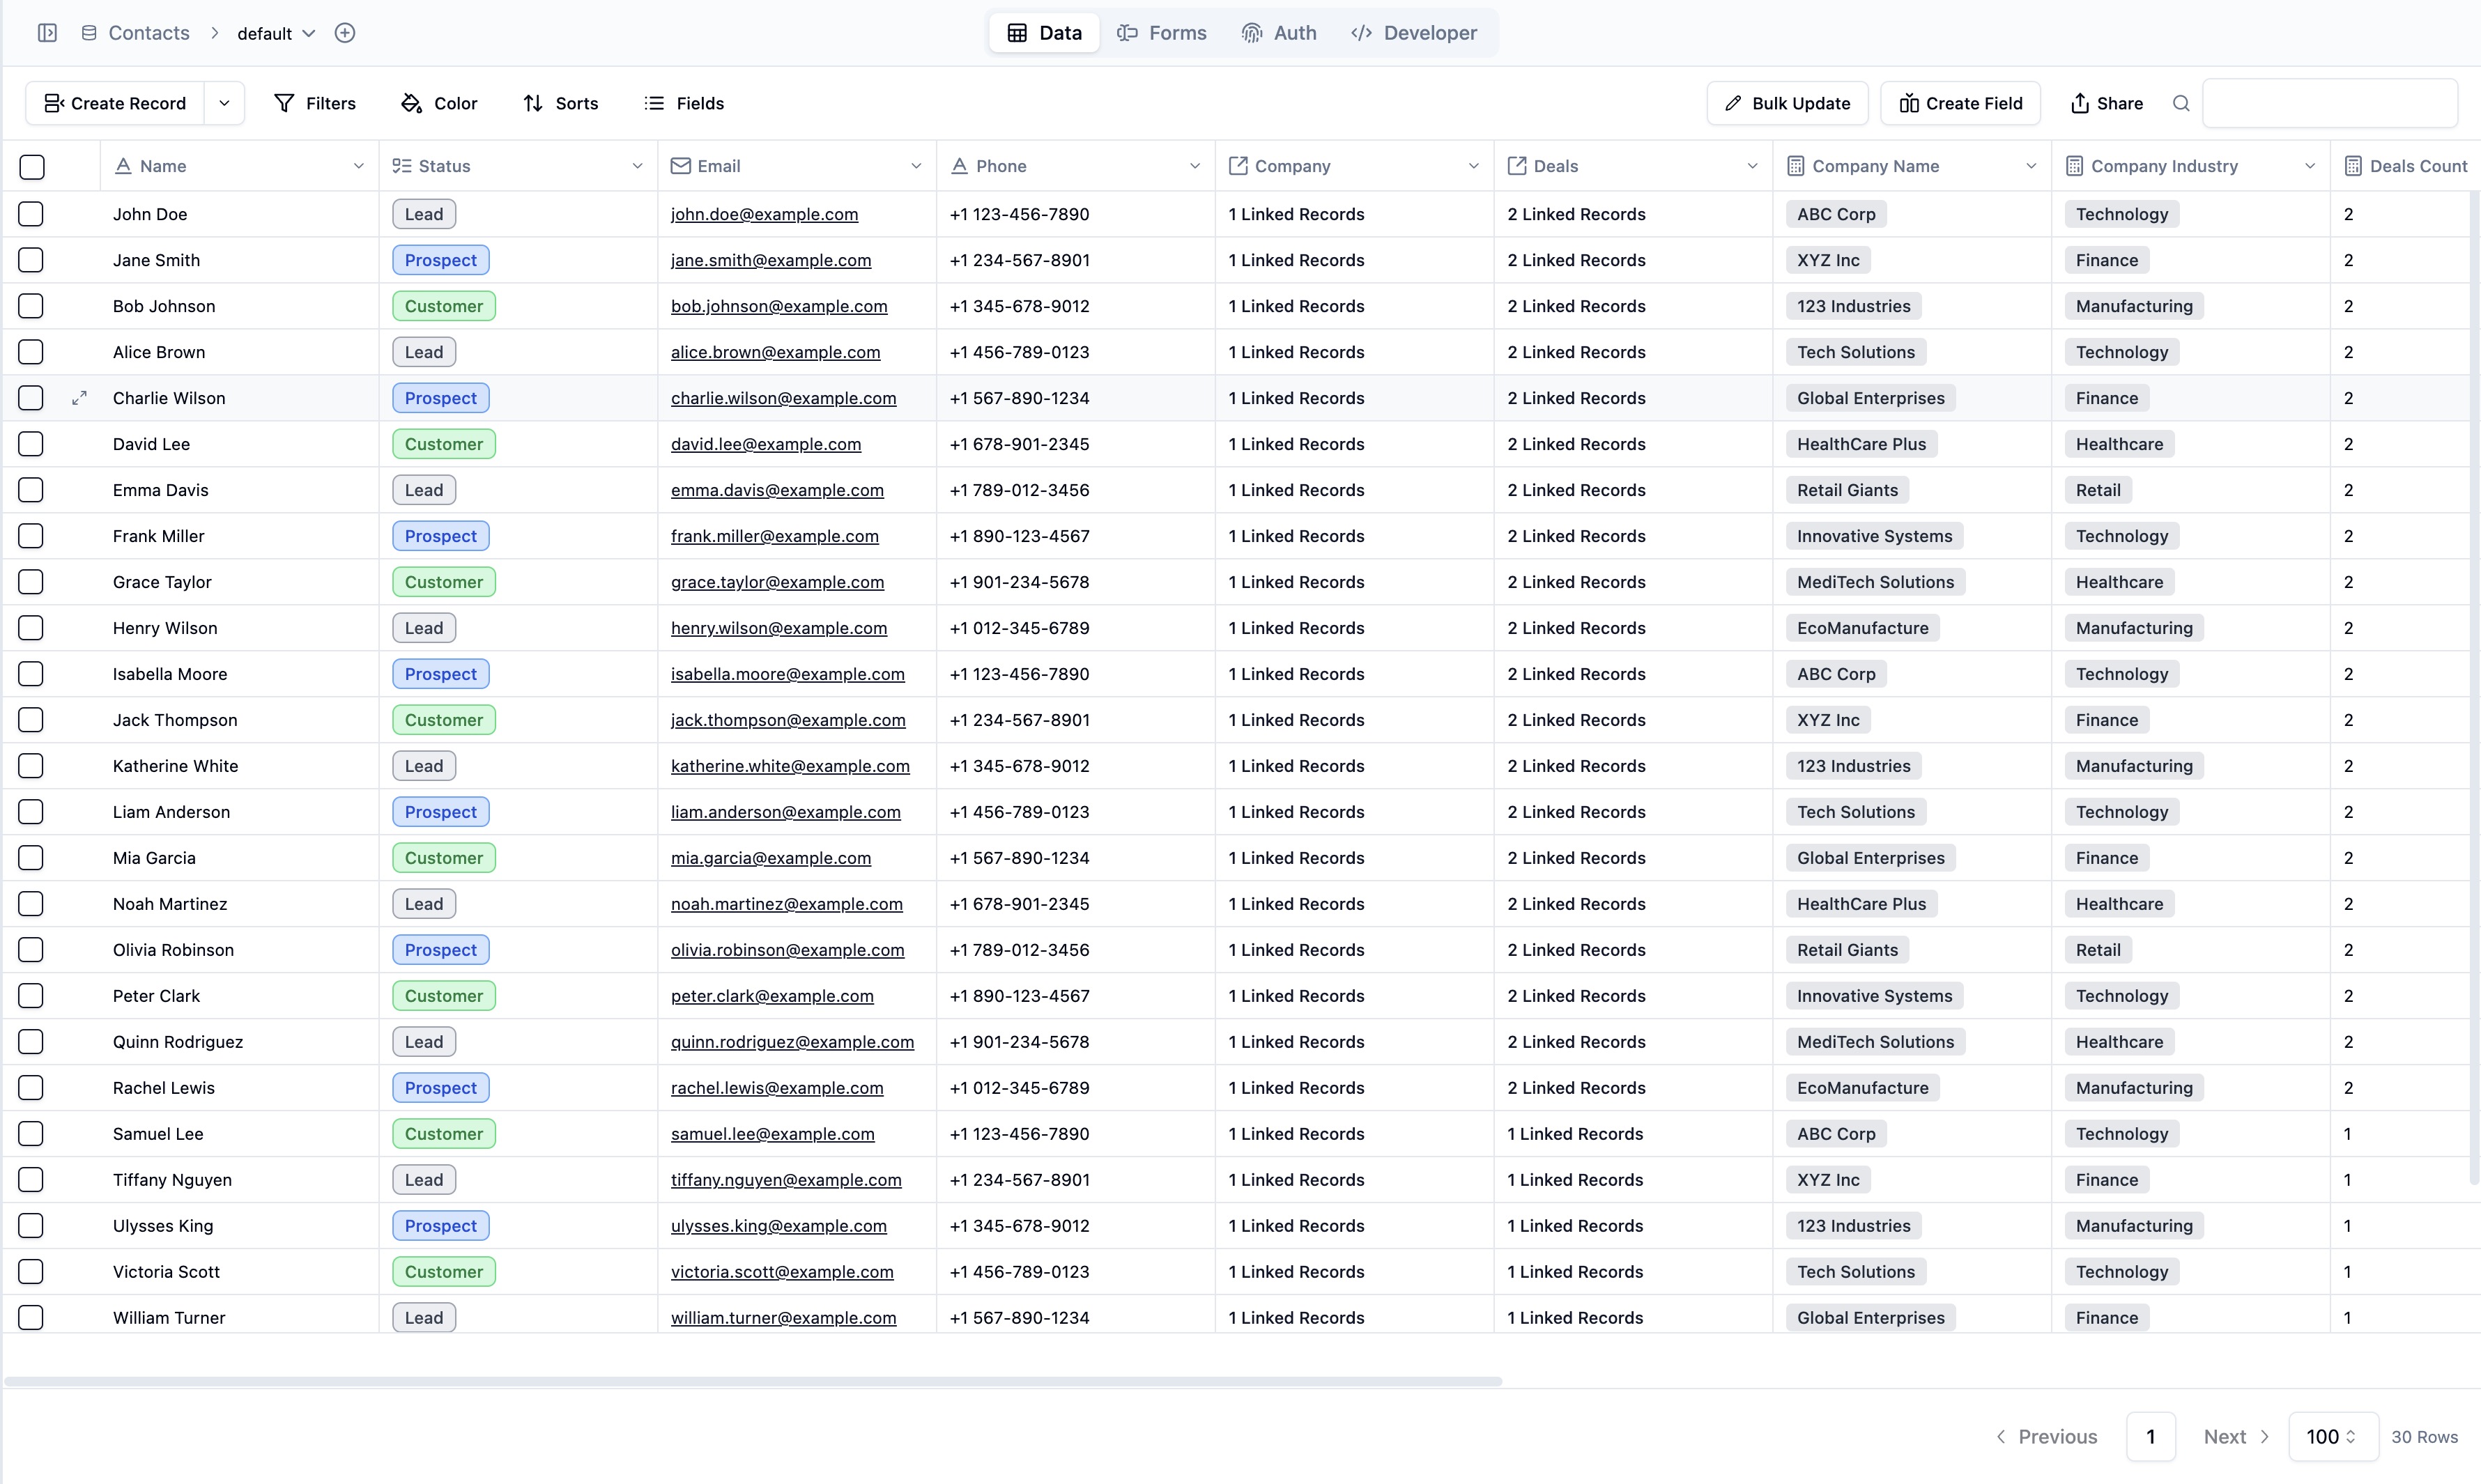 Contacts > default
Data Forms Auth </> Developer
Create Record Filters Color Sorts Fields Bulk Update Create Field Share
Name Status Email Phone Company Deals Company Name Company Industry Deals Count
John Doe Lead john.doe@example.com +1 123-456-7890 1 Linked Records 2 Linked Records ABC Corp Technology 2
Jane Smith Prospect jane.smith@example.com +1 234-567-8901 1 Linked Records 2 Linked Records XYZ Inc Finance 2
Bob Johnson Customer bob.johnson@example.com +1 345-678-9012 1 Linked Records 2 Linked Records 123 Industries Manufacturing 2
Alice Brown Lead alice.brown@example.com +1 456-789-0123 1 Linked Records 2 Linked Records Tech Solutions Technology 2
Charlie Wilson Prospect charlie.wilson@example.com +1 567-890-1234 1 Linked Records 2 Linked Records Global Enterprises Finance 2
David Lee Customer david.lee@example.com +1 678-901-2345 1 Linked Records 2 Linked Records HealthCare Plus Healthcare 2
Emma Davis Lead emma.davis@example.com +1 789-012-3456 1 Linked Records 2 Linked Records Retail Giants Retail 2
Frank Miller Prospect frank.miller@example.com +1 890-123-4567 1 Linked Records 2 Linked Records Innovative Systems Technology 2
Grace Taylor Customer grace.taylor@example.com +1 901-234-5678 1 Linked Records 2 Linked Records MediTech Solutions Healthcare 2
Henry Wilson Lead henry.wilson@example.com +1 012-345-6789 1 Linked Records 2 Linked Records EcoManufacture Manufacturing 2
Isabella Moore Prospect isabella.moore@example.com +1 123-456-7890 1 Linked Records 2 Linked Records ABC Corp Technology 2
Jack Thompson Customer jack.thompson@example.com +1 234-567-8901 1 Linked Records 2 Linked Records XYZ Inc Finance 2
Katherine White Lead katherine.white@example.com +1 345-678-9012 1 Linked Records 2 Linked Records 123 Industries Manufacturing 2
Liam Anderson Prospect liam.anderson@example.com +1 456-789-0123 1 Linked Records 2 Linked Records Tech Solutions Technology 2
Mia Garcia Customer mia.garcia@example.com +1 567-890-1234 1 Linked Records 2 Linked Records Global Enterprises Finance 2
Noah Martinez Lead noah.martinez@example.com +1 678-901-2345 1 Linked Records 2 Linked Records HealthCare Plus Healthcare 2
Olivia Robinson Prospect olivia.robinson@example.com +1 789-012-3456 1 Linked Records 2 Linked Records Retail Giants Retail 2
Peter Clark Customer peter.clark@example.com +1 890-123-4567 1 Linked Records 2 Linked Records Innovative Systems Technology 2
Quinn Rodriguez Lead quinn.rodriguez@example.com +1 901-234-5678 1 Linked Records 2 Linked Records MediTech Solutions Healthcare 2
Rachel Lewis Prospect rachel.lewis@example.com +1 012-345-6789 1 Linked Records 2 Linked Records EcoManufacture Manufacturing 2
Samuel Lee Customer samuel.lee@example.com +1 123-456-7890 1 Linked Records 1 Linked Records ABC Corp Technology 1
Tiffany Nguyen Lead tiffany.nguyen@example.com +1 234-567-8901 1 Linked Records 1 Linked Records XYZ Inc Finance 1
Ulysses King Prospect ulysses.king@example.com +1 345-678-9012 1 Linked Records 1 Linked Records 123 Industries Manufacturing 1
Victoria Scott Customer victoria.scott@example.com +1 456-789-0123 1 Linked Records 1 Linked Records Tech Solutions Technology 1
William Turner Lead william.turner@example.com +1 567-890-1234 1 Linked Records 1 Linked Records Global Enterprises Finance 1
< Previous 1 Next > 100 30 Rows